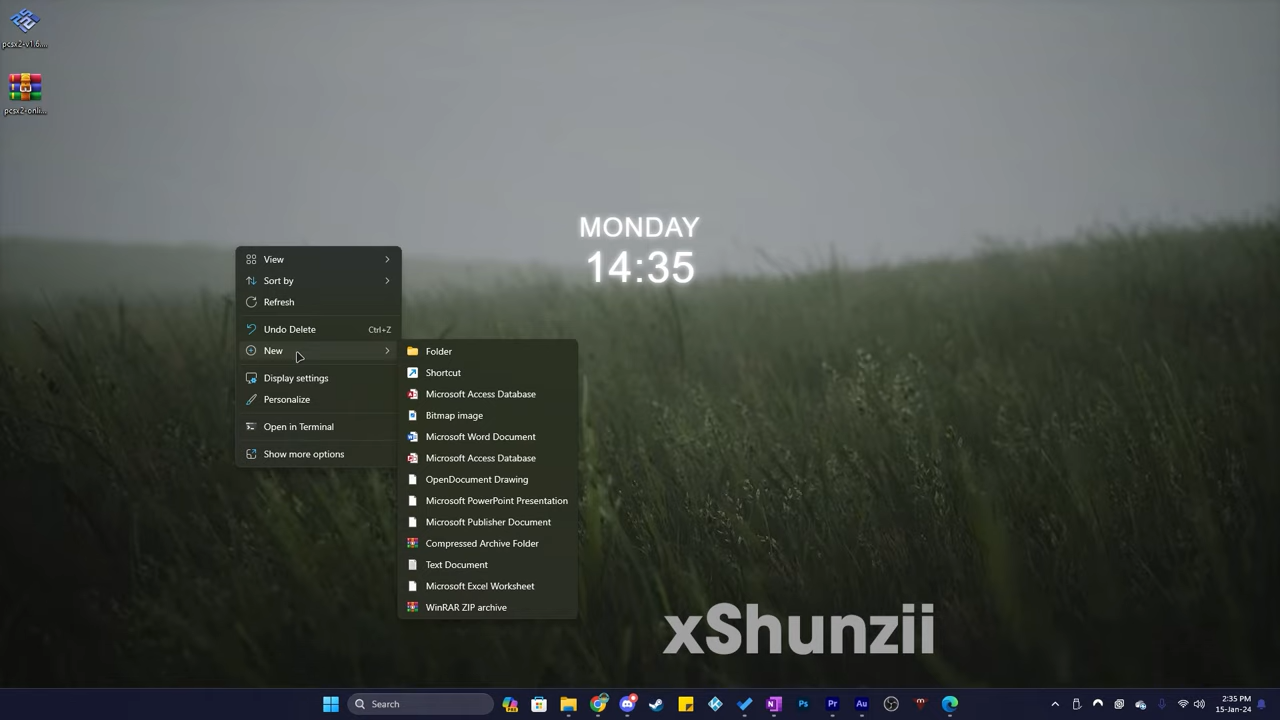 pcsx2-v1.6....
pcsx2-onli...
MONDAY
14:35
View
Sort by
Refresh
Undo Delete Ctrl+Z
New
Display settings
Personalize
Open in Terminal
Show more options
Folder
Shortcut
Microsoft Access Database
Bitmap image
Microsoft Word Document
Microsoft Access Database
OpenDocument Drawing
Microsoft PowerPoint Presentation
Microsoft Publisher Document
Compressed Archive Folder
Text Document
Microsoft Excel Worksheet
WinRAR ZIP archive
xShunzii
Search
Ps
Pr
Au
2:35 PM
15-Jan-24